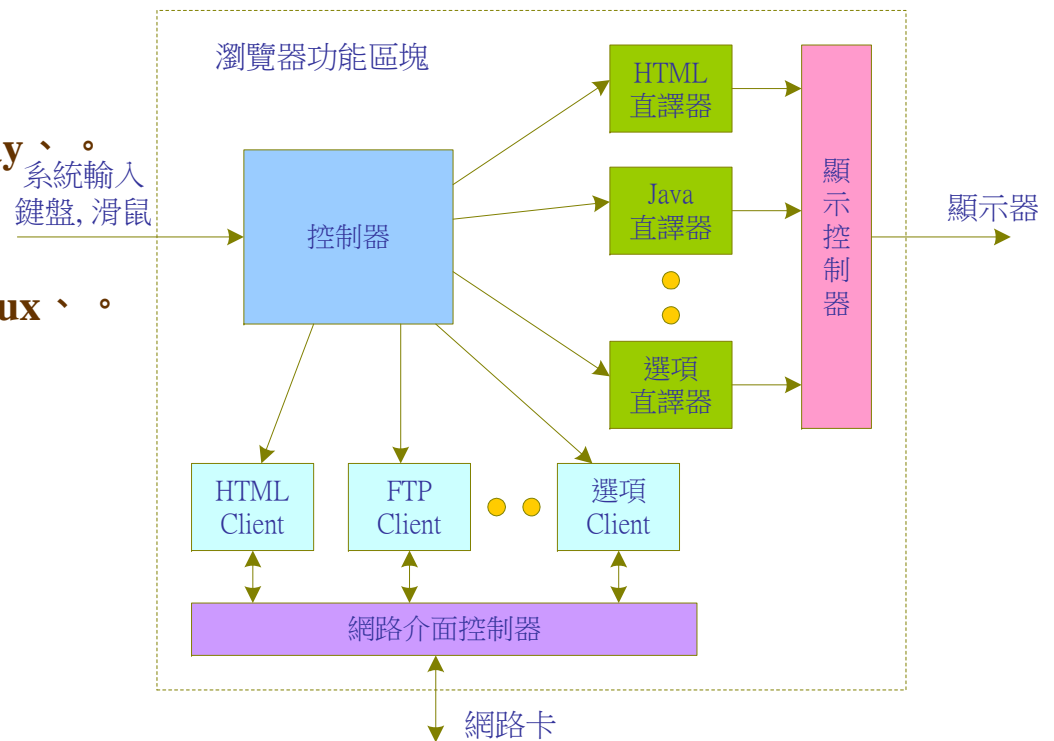 瀏覽器功能區塊
HTML
直譯器
y、。
系統輸入
鍵盤, 滑鼠
控制器
Java
直譯器
顯示控制器
顯示器
ux、。
選項
直譯器
HTML
Client
FTP
Client
選項
Client
網路介面控制器
網路卡